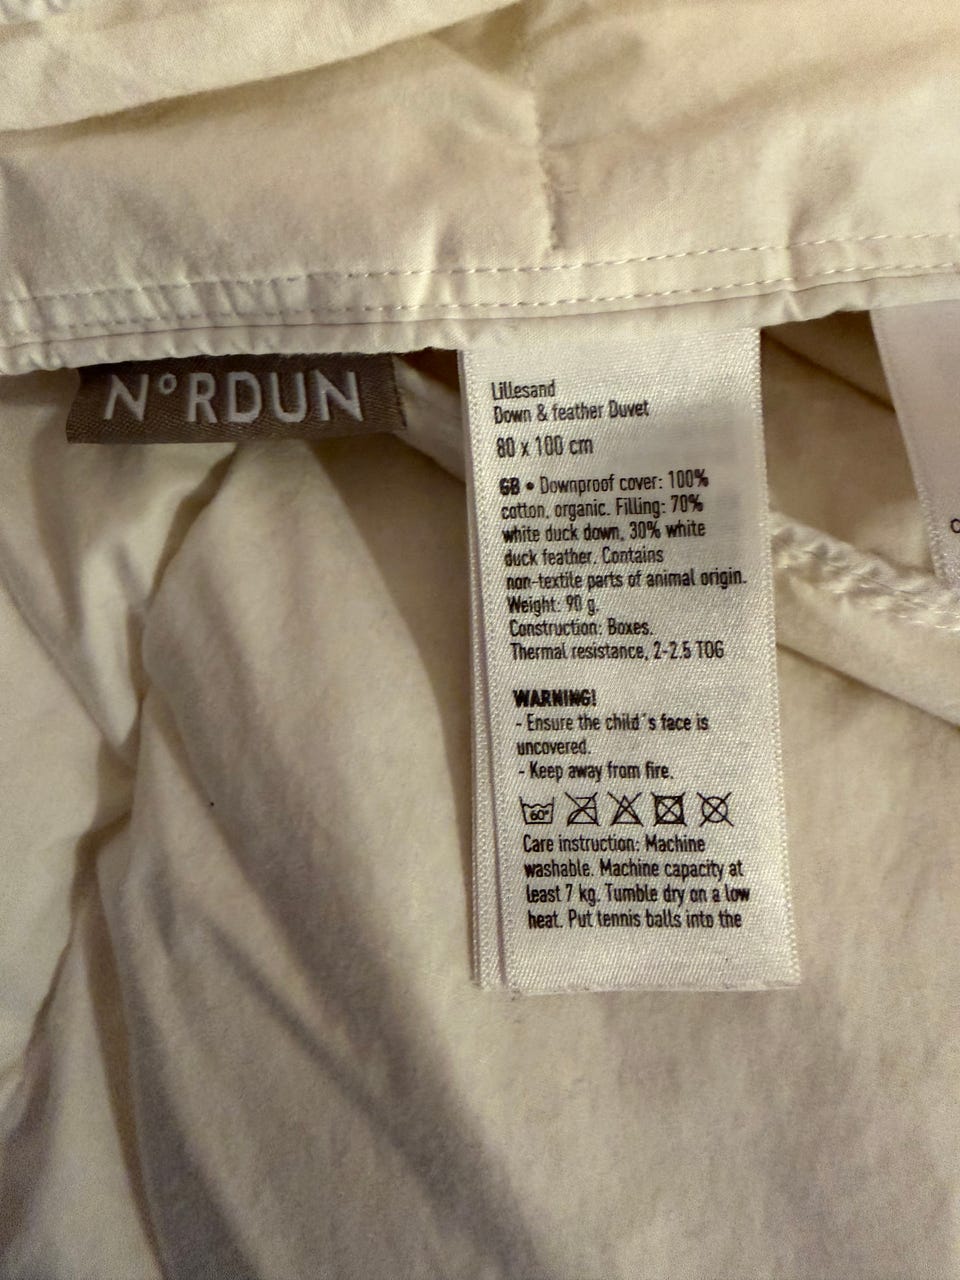 N°RDUN
Lillesand
Down & feather Duvet
80 x 100 cm
GB • Downproof cover: 100%
cotton, organic. Filling: 70%
white duck down, 30% white
duck feather. Contains
non-textile parts of animal origin.
Weight: 90 g.
Construction: Boxes.
Thermal resistance, 2-2.5 TOG
WARNING!
- Ensure the child´s face is
uncovered.
- Keep away from fire.
60°
Care instruction: Machine
washable. Machine capacity at
least 7 kg. Tumble dry on a low
heat. Put tennis balls into the